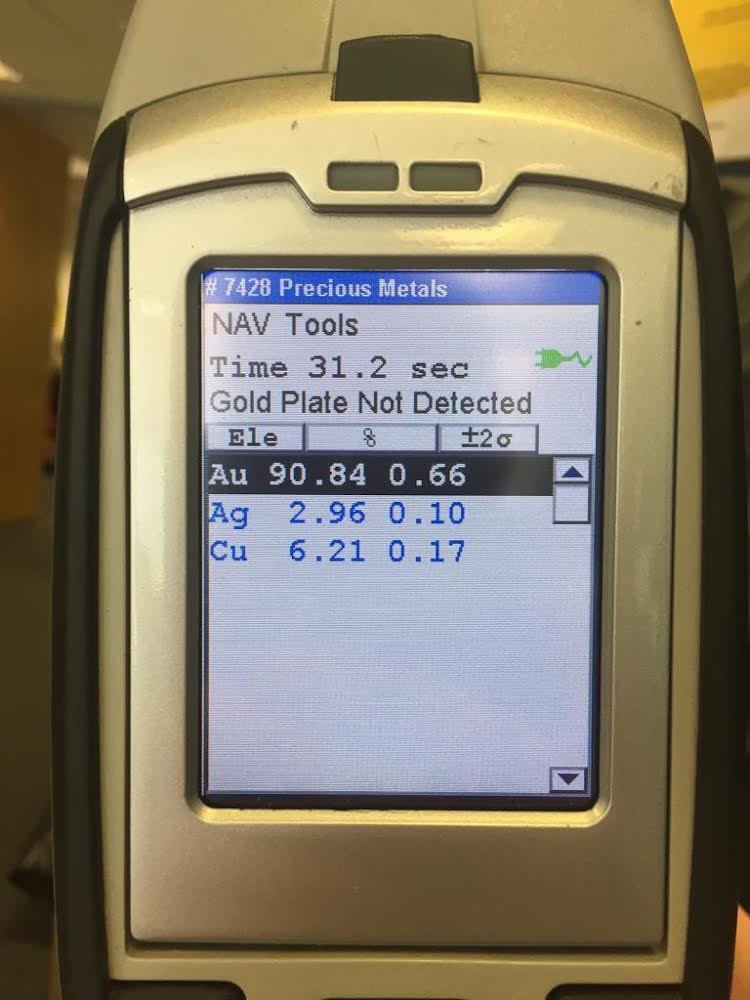 # 7428 Precious Metals
NAV Tools
Time 31.2 sec
Gold Plate Not Detected
Ele % ±2σ
Au 90.84 0.66
Ag 2.96 0.10
Cu 6.21 0.17